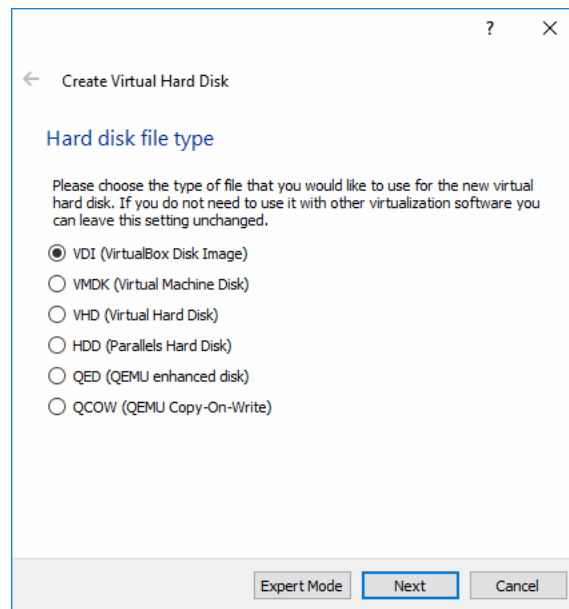 ?
Create Virtual Hard Disk
Hard disk file type
Please choose the type of file that you would like to use for the new virtual
hard disk. If you do not need to use it with other virtualization software you
can leave this setting unchanged.
VDI (VirtualBox Disk Image)
VMDK (Virtual Machine Disk)
VHD (Virtual Hard Disk)
HDD (Parallels Hard Disk)
QED (QEMU enhanced disk)
QCOW (QEMU Copy-On-Write)
Expert Mode Next Cancel